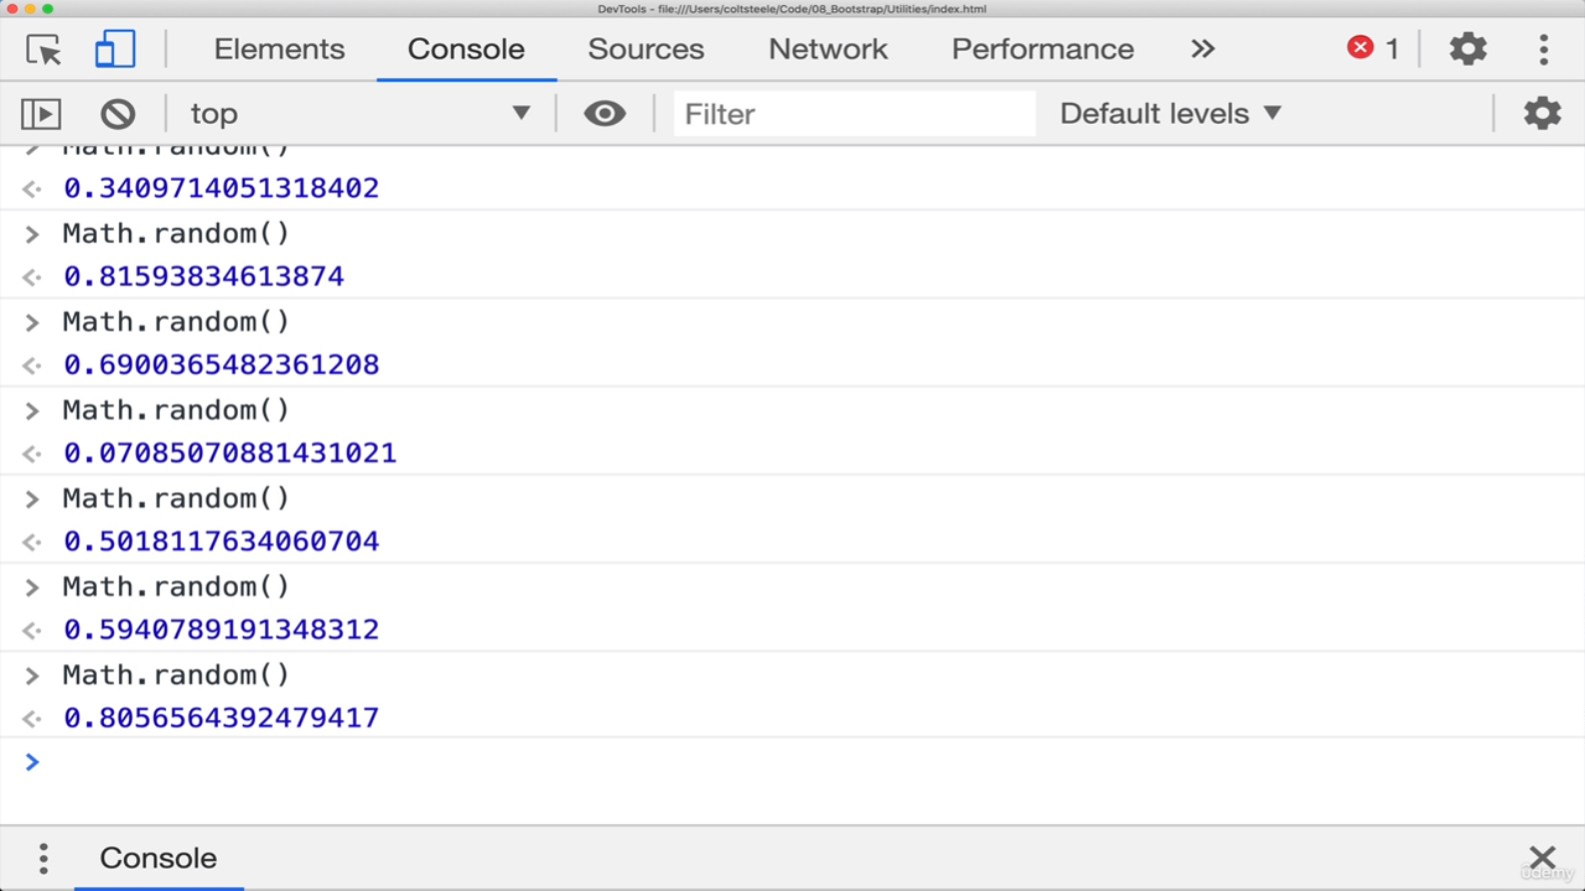 DevTools - file:///Users/coltsteele/Code/08_Bootstrap/Utilities/index.html
Elements Console Sources Network Performance » 1
top Filter Default levels
> Math.random()
0.3409714051318402
> Math.random()
0.81593834613874
> Math.random()
0.6900365482361208
> Math.random()
0.07085070881431021
> Math.random()
0.5018117634060704
> Math.random()
0.5940789191348312
> Math.random()
0.8056564392479417
>
Console
ûdemy